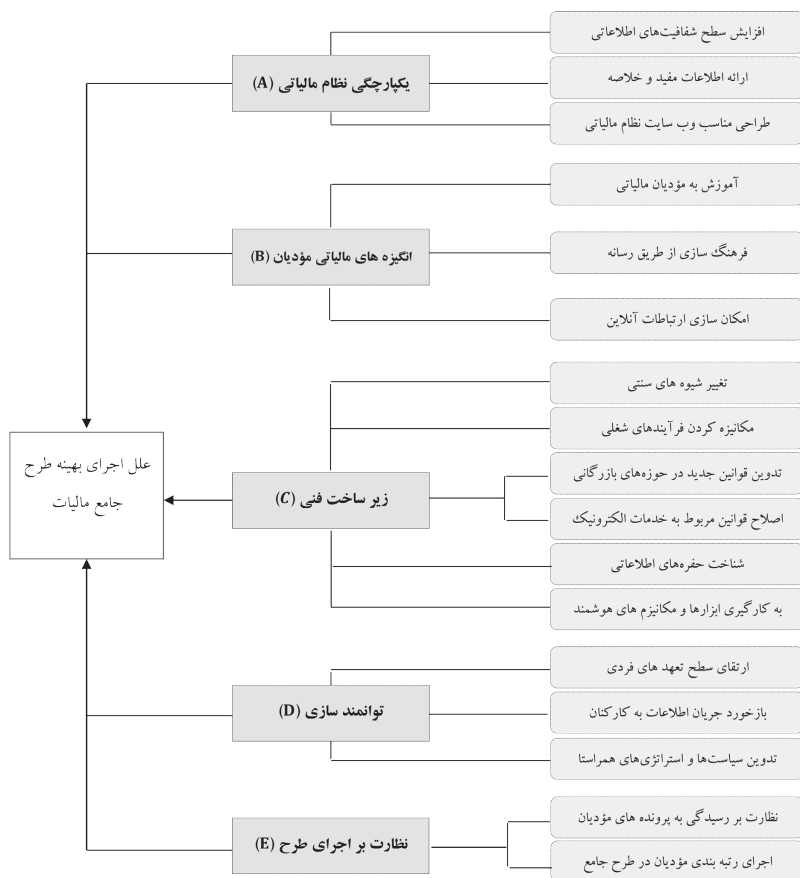 افزایش سطح شفافیت‌های اطلاعاتی
یکپارچگی نظام مالیاتی (A)
ارائه اطلاعات مفید و خلاصه
طراحی مناسب وب سایت نظام مالیاتی
آموزش به مؤدیان مالیاتی
انگیزه های مالیاتی مؤدیان (B)
فرهنگ سازی از طریق رسانه
امکان سازی ارتباطات آنلاین
تغییر شیوه های سنتی
مکانیزه کردن فرآیندهای شغلی
تدوین قوانین جدید در حوزه‌های بازرگانی
زیر ساخت فنی (C)
اصلاح قوانین مربوط به خدمات الکترونیک
شناخت حفره‌های اطلاعاتی
به کارگیری ابزارها و مکانیزم های هوشمند
علل اجرای بهینه طرح
جامع مالیات
ارتقای سطح تعهد های فردی
توانمند سازی (D)
بازخورد جریان اطلاعات به کارکنان
تدوین سیاست‌ها و استراتژی‌های همراستا
نظارت بر رسیدگی به پرونده های مؤدیان
نظارت بر اجرای طرح (E)
اجرای رتبه بندی مؤدیان در طرح جامع